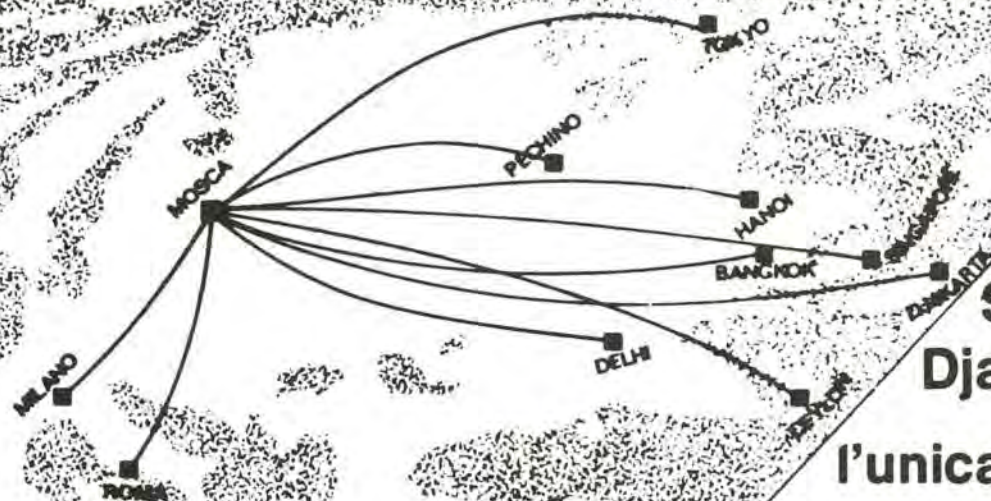 TOKYO
PECHINO
MOSCA
HANOI
SINGAPORE
BANGKOK
DJAKARTA
DELHI
MILANO
ROMA
S
Dja
l'unica